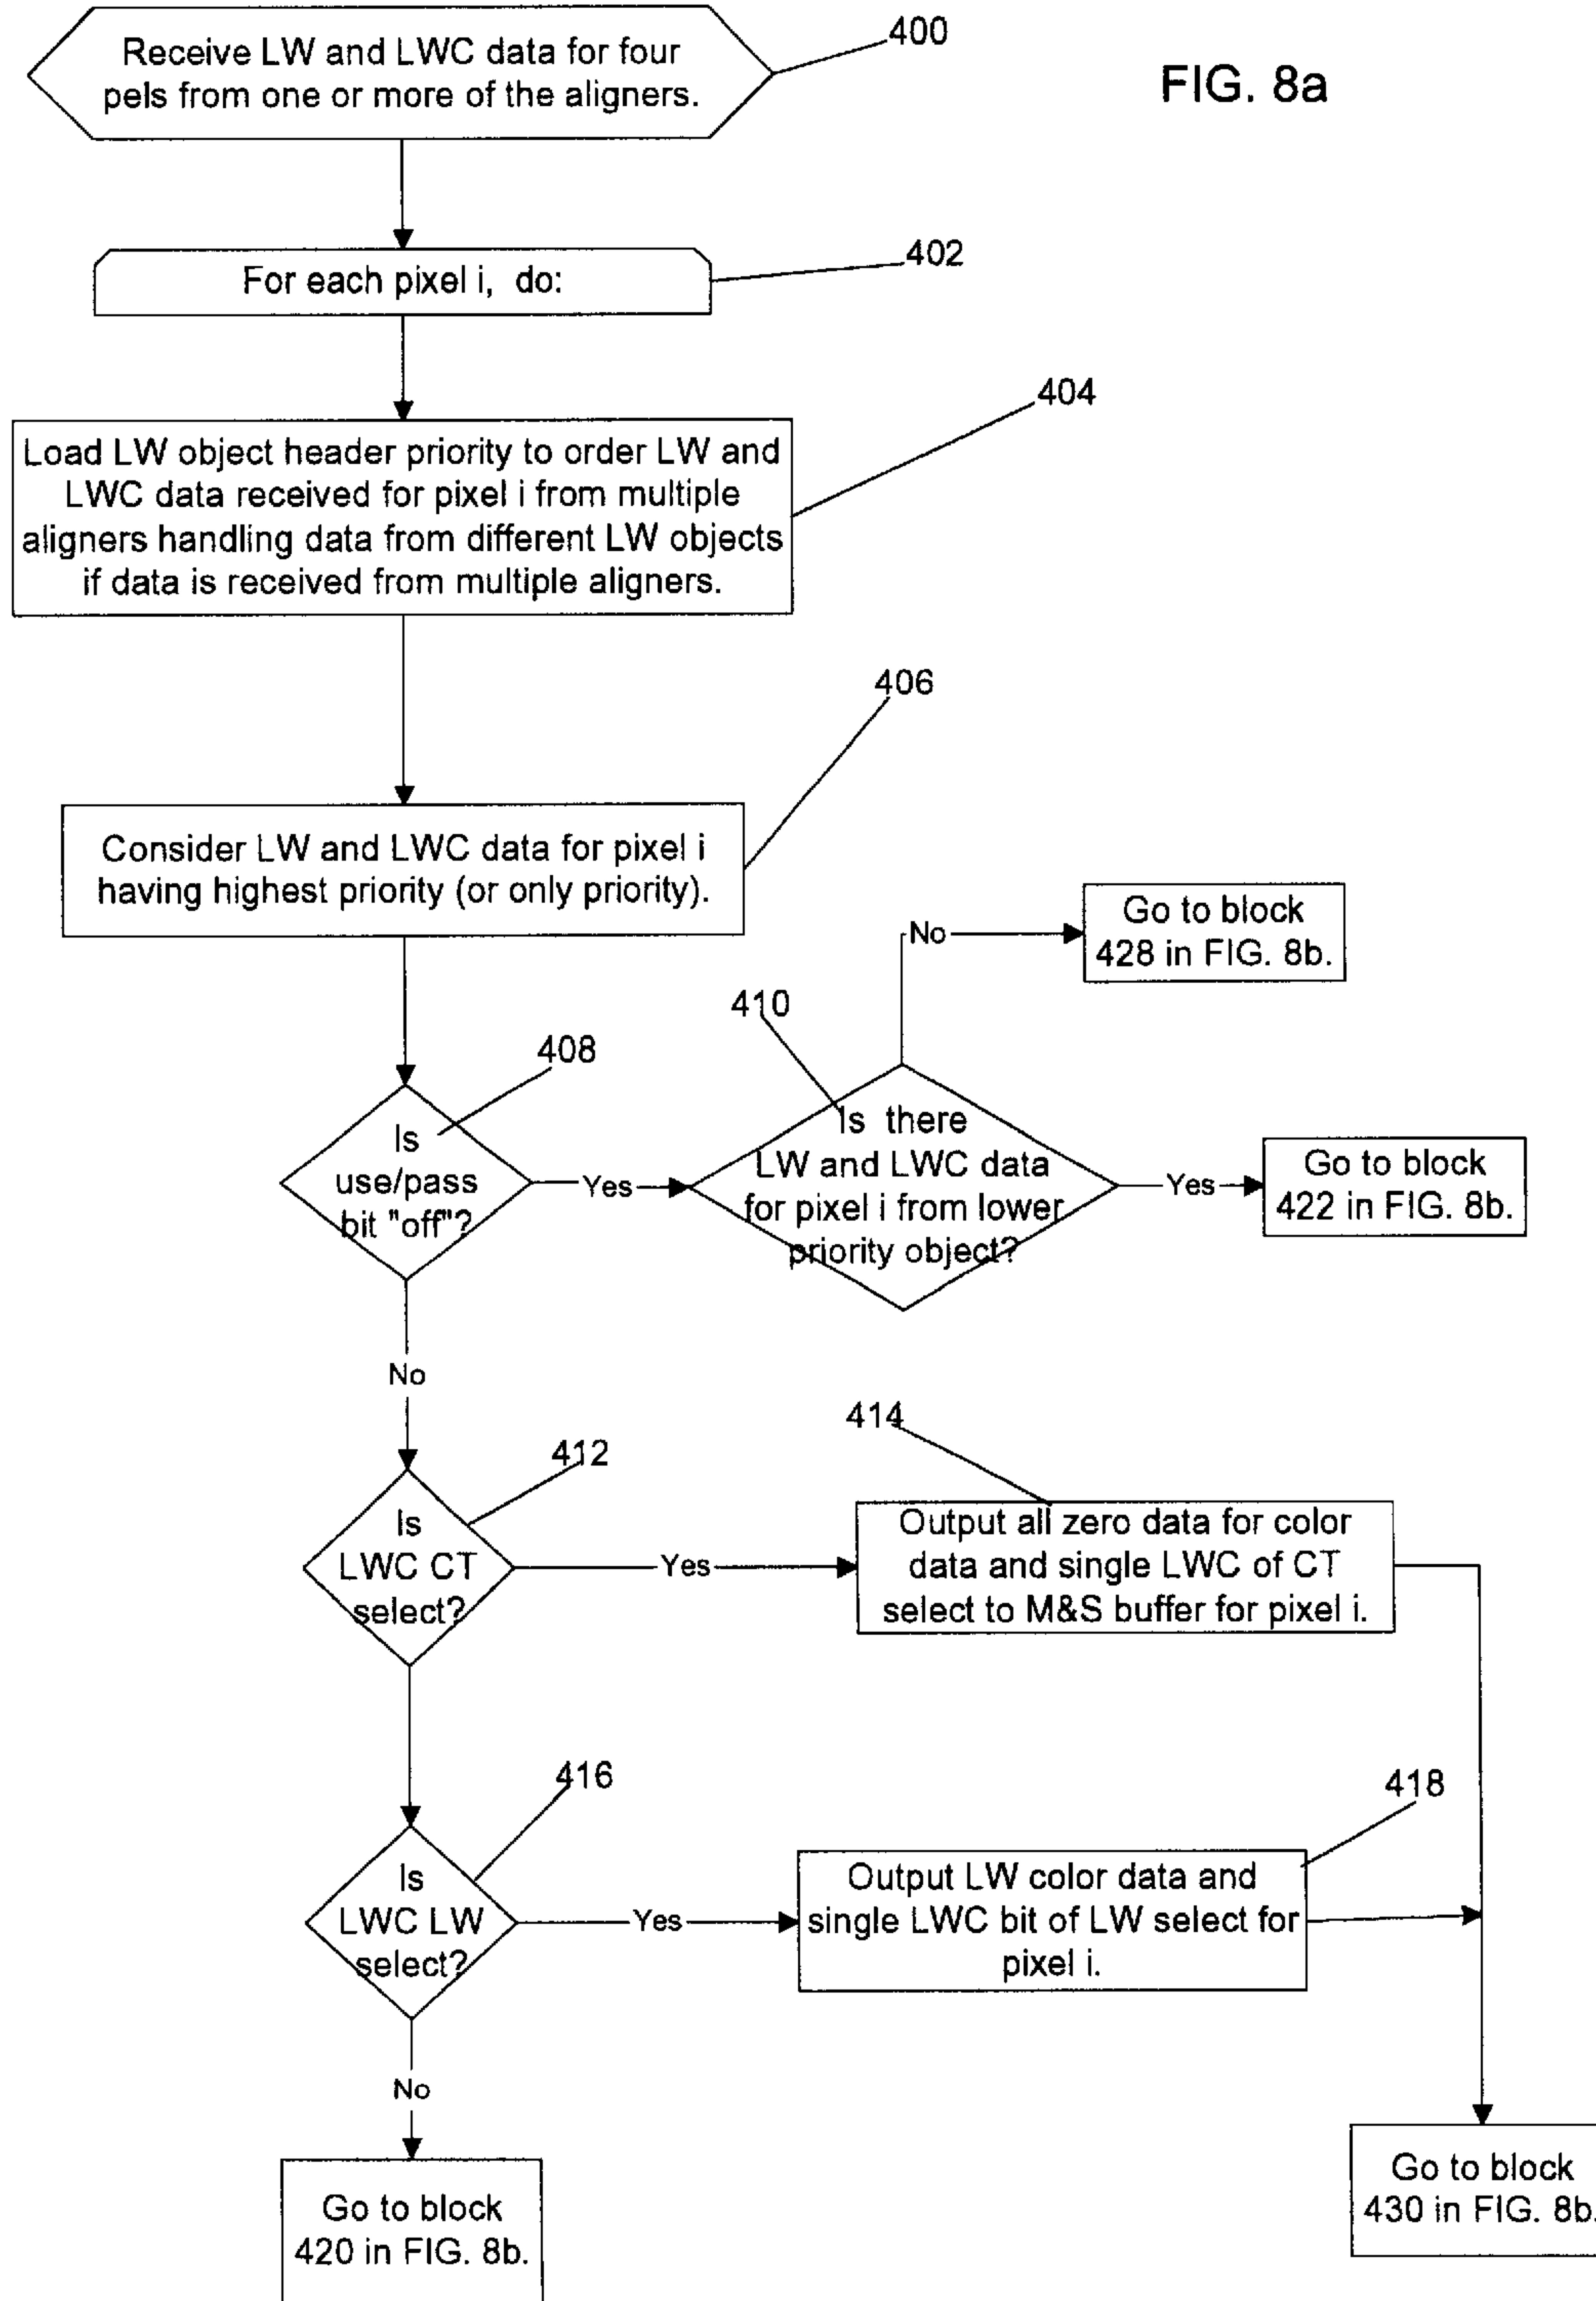 400
Receive LW and LWC data for four
pels from one or more of the aligners.
FIG. 8a
402
For each pixel i, do:
404
Load LW object header priority to order LW and
LWC data received for pixel i from multiple
aligners handling data from different LW objects
if data is received from multiple aligners.
406
Consider LW and LWC data for pixel i
having highest priority (or only priority).
No
Go to block
428 in FIG. 8b.
410
408
Is
use/pass
bit "off"?
Yes
Is there
LW and LWC data
for pixel i from lower
priority object?
Yes
Go to block
422 in FIG. 8b.
No
414
412
Is
LWC CT
select?
Yes
Output all zero data for color
data and single LWC of CT
select to M&S buffer for pixel i.
416
418
Is
LWC LW
select?
Yes
Output LW color data and
single LWC bit of LW select for
pixel i.
No
Go to block
420 in FIG. 8b.
Go to block
430 in FIG. 8b.